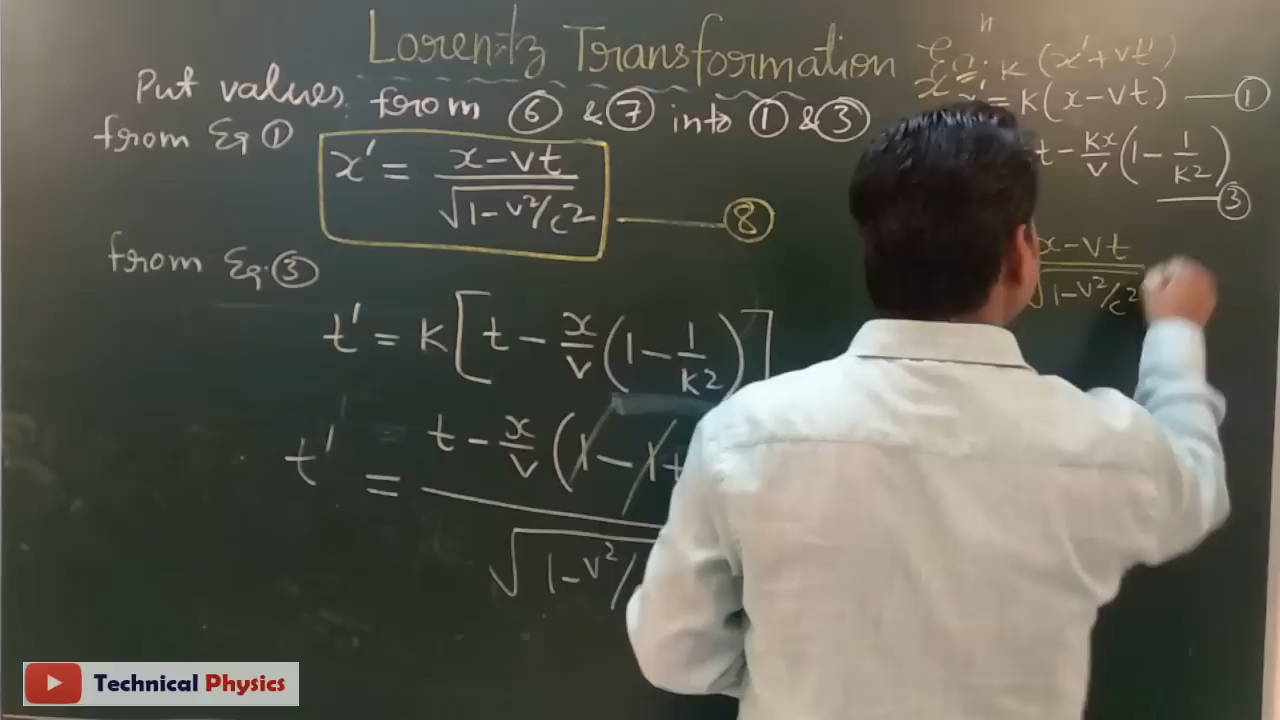 Lorentz Transformation Eqn.
Put values from ⑥ & ⑦ into ① & ③
from Eq ①
x' = x-vt / √1-v²/c² — ⑧
from Eq. ③
t' = K[t - x/v (1 - 1/K²)]
t' = t - x/v (1 - 1 +
√1-v²/
x = K (x'+vt')
x' = K(x-vt) — ①
t - Kx/v (1 - 1/K²)
— ③
x-vt
√1-v²/c²
Technical Physics